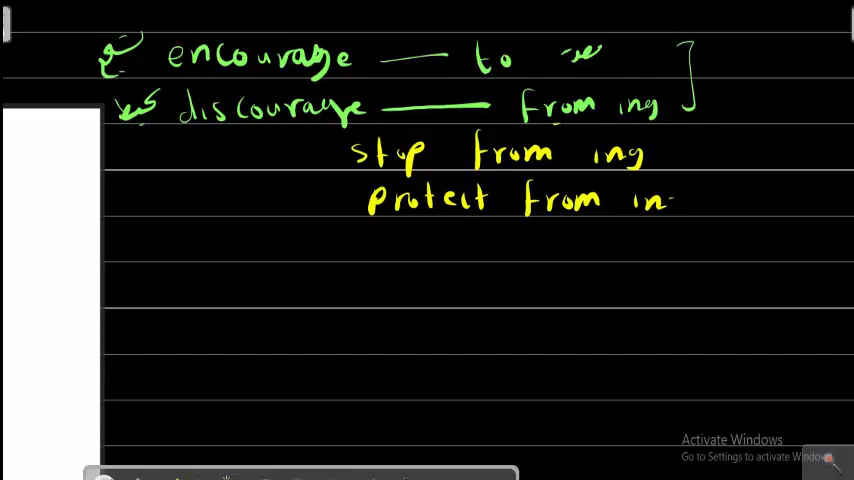 encourage — to
discourage — from ing
stop from ing
protect from in
Activate Windows
Go to Settings to activate Windows.